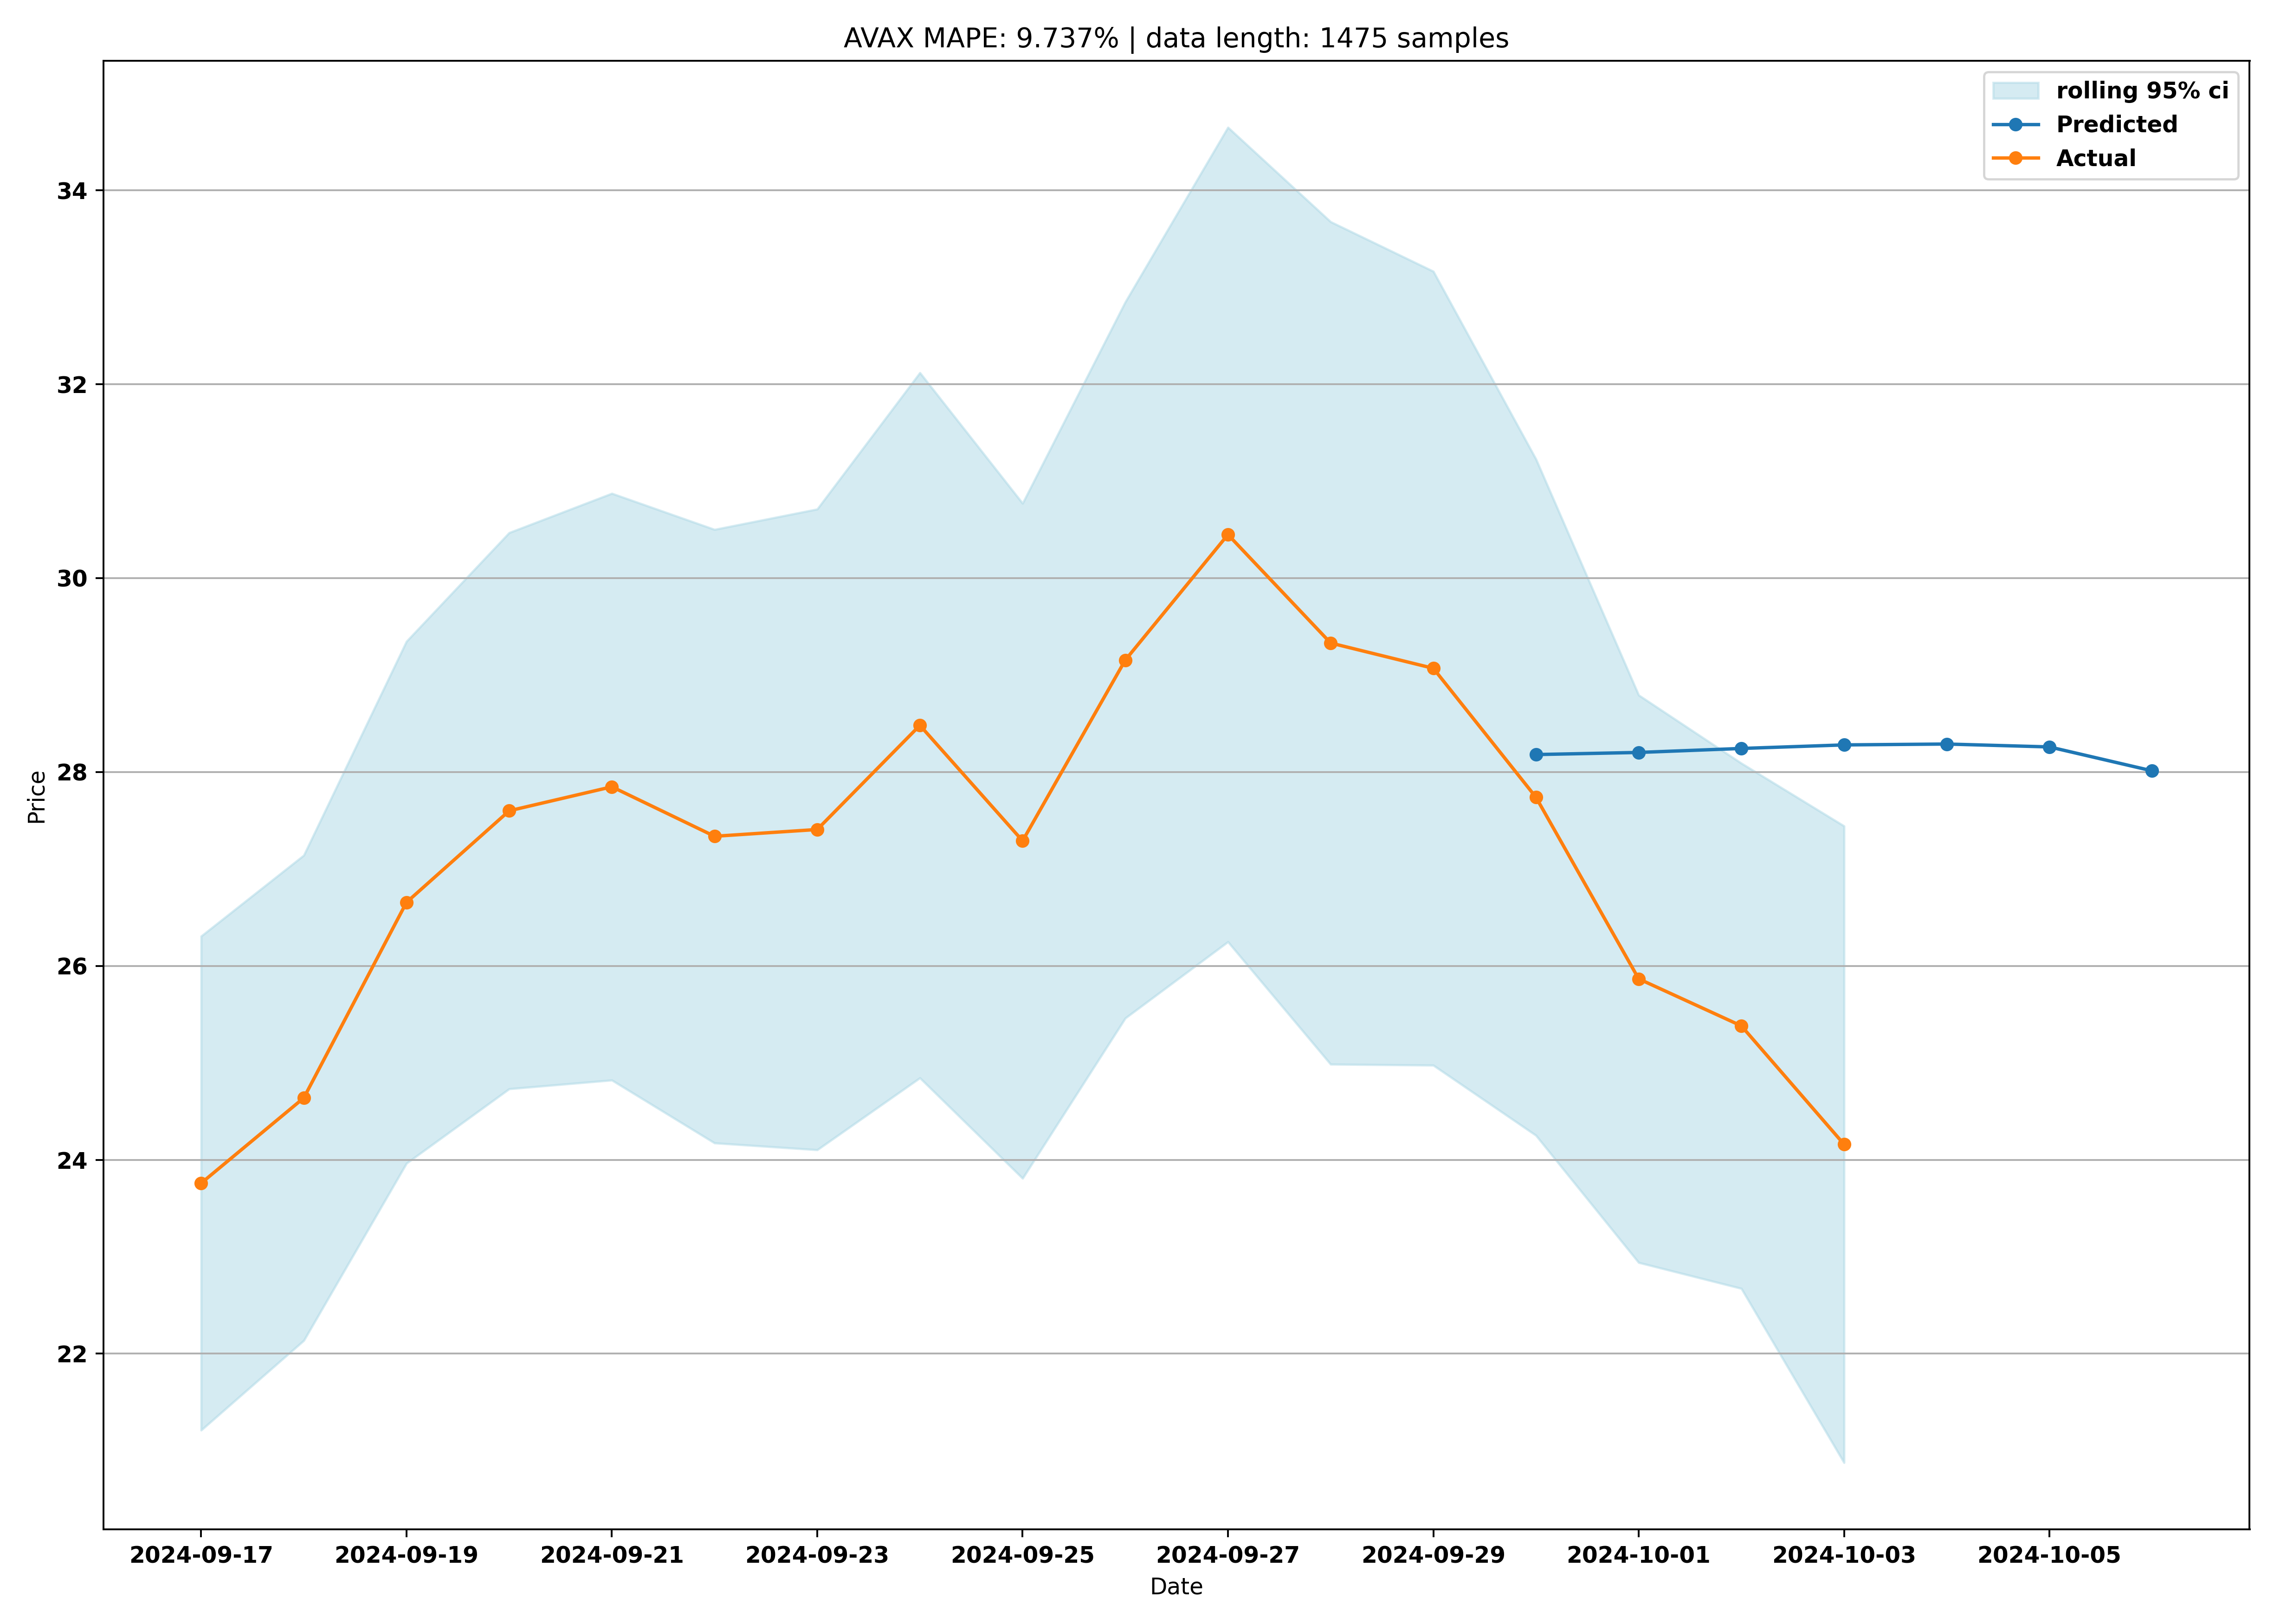 AVAX MAPE: 9.737% | data length: 1475 samples
rolling 95% ci
Predicted
Actual
Price
34
32
30
28
26
24
22
2024-09-17 2024-09-19 2024-09-21 2024-09-23 2024-09-25 2024-09-27 2024-09-29 2024-10-01 2024-10-03 2024-10-05
Date